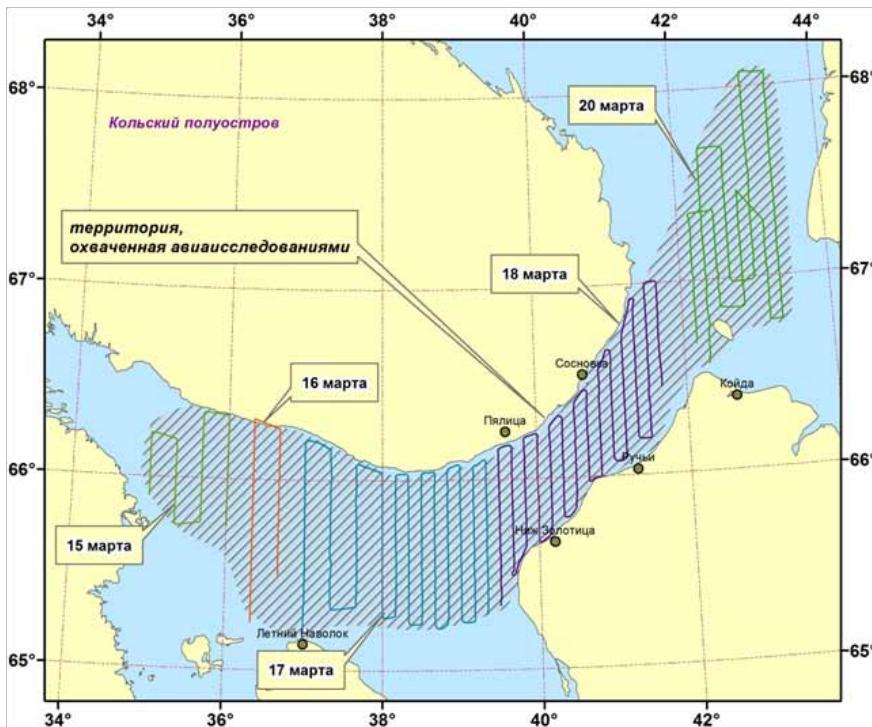 34°
36°
38°
40°
42°
44°
68°
68°
20 марта
Кольский полуостров
территория,
охваченная авиаисследованиями
67°
67°
18 марта
Сосновка
16 марта
Койда
Пялица
66°
66°
Ручьи
15 марта
Ниж Золотица
Летний Наволок
65°
65°
17 марта
34°
36°
38°
40°
42°